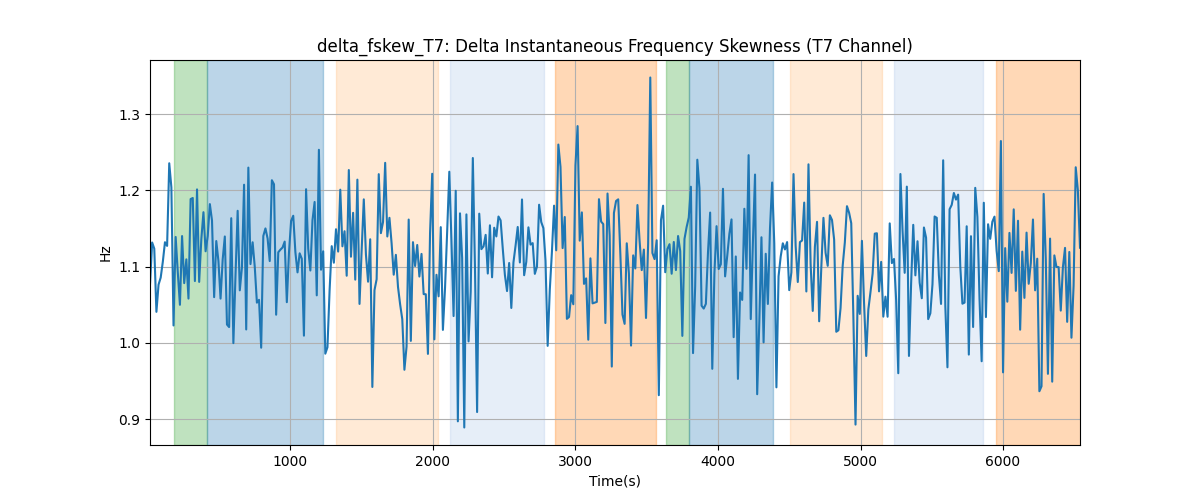 delta_fskew_T7: Delta Instantaneous Frequency Skewness (T7 Channel)
Hz
1.3
1.2
1.1
1.0
0.9
1000 2000 3000 4000 5000 6000
Time(s)